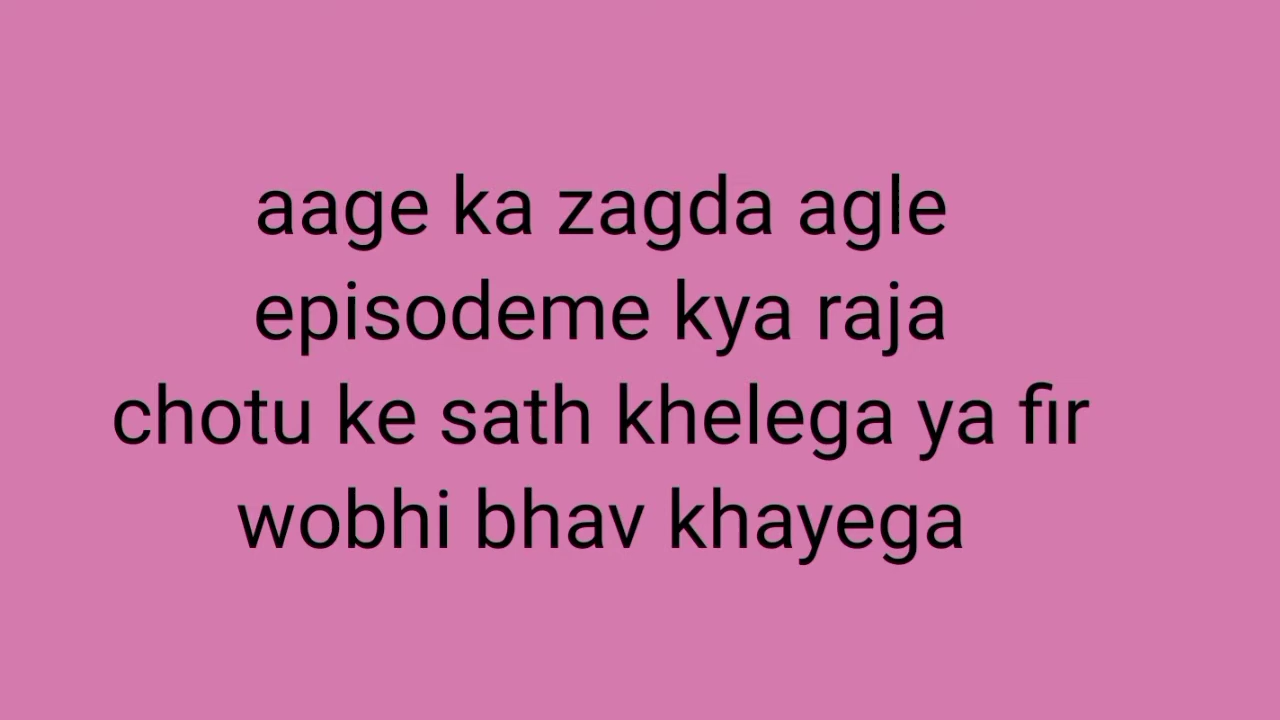 aage ka zagda agle
episodeme kya raja
chotu ke sath khelega ya fir
wobhi bhav khayega